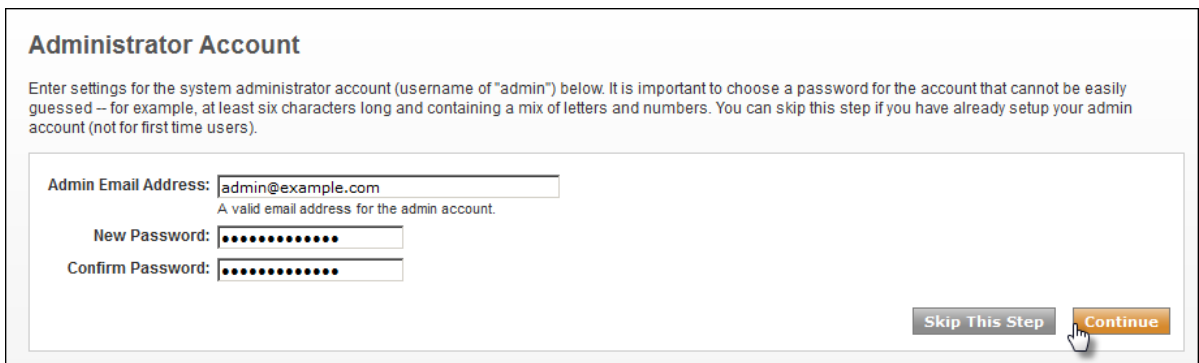 Administrator Account
Enter settings for the system administrator account (username of "admin") below. It is important to choose a password for the account that cannot be easily
guessed -- for example, at least six characters long and containing a mix of letters and numbers. You can skip this step if you have already setup your admin
account (not for first time users).
Admin Email Address: admin@example.com
A valid email address for the admin account.
New Password: •••••••••••••
Confirm Password: •••••••••••••
Skip This Step Continue